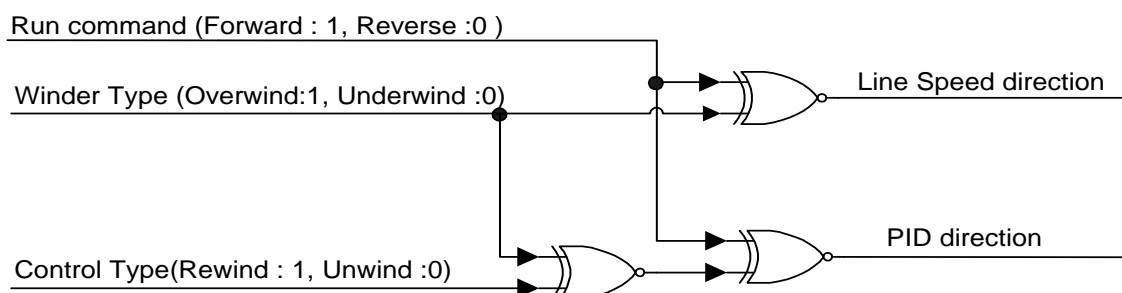 Run command (Forward : 1, Reverse :0 )
Winder Type (Overwind:1, Underwind :0)
Line Speed direction
PID direction
Control Type(Rewind : 1, Unwind :0)